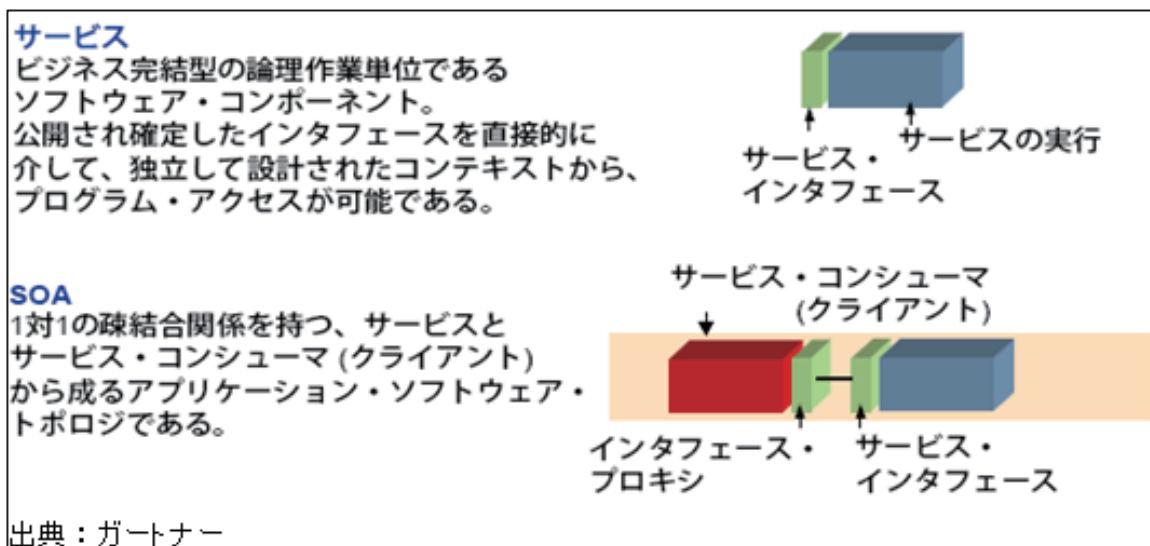 サービス
ビジネス完結型の論理作業単位である
ソフトウェア・コンポーネント。
公開され確定したインタフェースを直接的に
介して、独立して設計されたコンテキストから、
プログラム・アクセスが可能である。
サービス・
インタフェース
サービスの実行
SOA
1対1の疎結合関係を持つ、サービスと
サービス・コンシューマ (クライアント)
から成るアプリケーション・ソフトウェア・
トポロジである。
サービス・コンシューマ
(クライアント)
インタフェース・
プロキシ
サービス・
インタフェース
出典：ガートナー